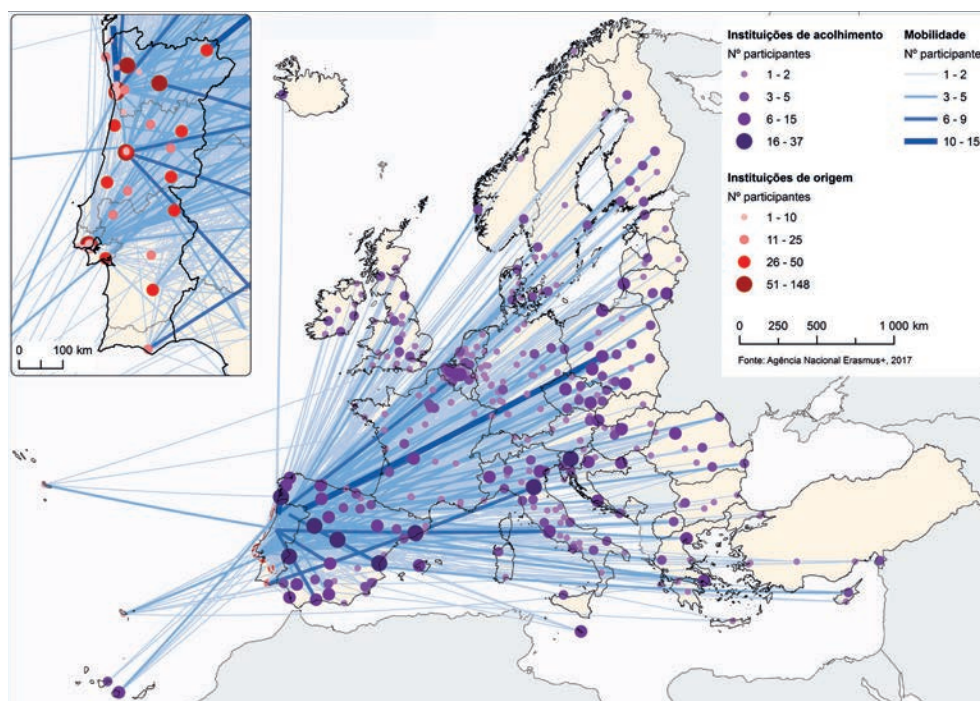 Instituições de acolhimento
Nº participantes
1 - 2
3 - 5
6 - 15
16 - 37
Mobilidade
Nº participantes
1 - 2
3 - 5
6 - 9
10 - 15
Instituições de origem
Nº participantes
1 - 10
11 - 25
26 - 50
51 - 148
0 250 500 1 000 km
Fonte: Agência Nacional Erasmus+, 2017
0 100 km